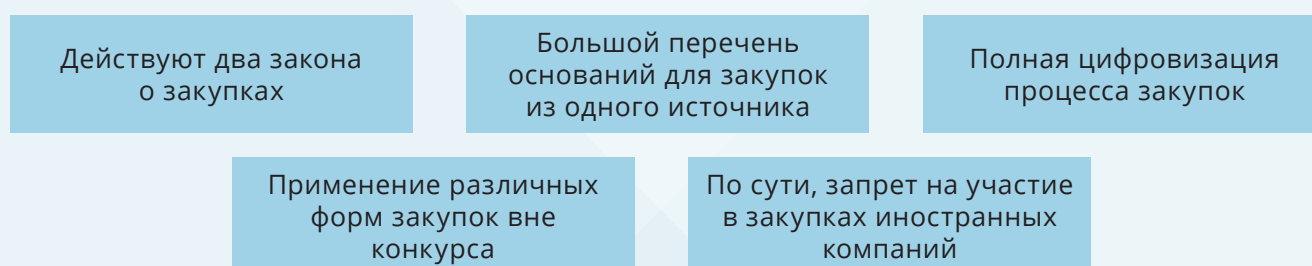 Действуют два закона
о закупках
Большой перечень
оснований для закупок
из одного источника
Полная цифровизация
процесса закупок
Применение различных
форм закупок вне
конкурса
По сути, запрет на участие
в закупках иностранных
компаний